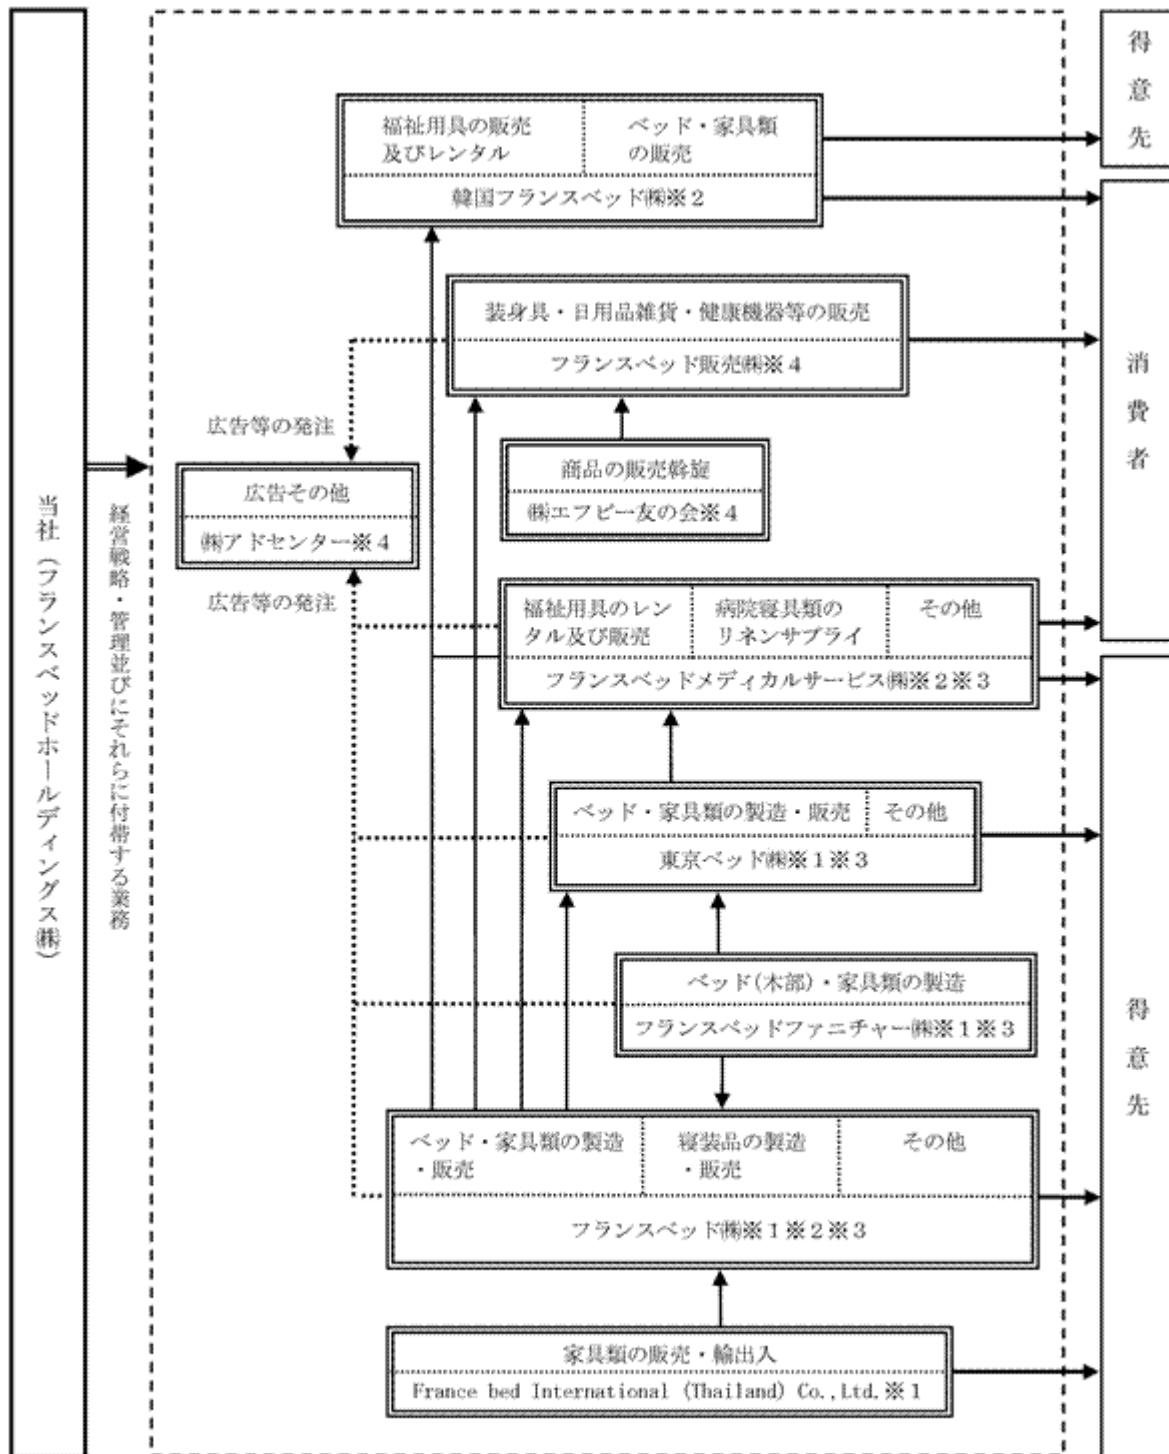 当社（フランスベッドホールディングス㈱）
経営戦略・管理並びにそれらに付帯する業務
得意先
福祉用具の販売
及びレンタル
ベッド・家具類
の販売
韓国フランスベッド㈱※２
消費者
装身具・日用品雑貨・健康機器等の販売
フランスベッド販売㈱※４
広告等の発注
商品の販売斡旋
㈱エフビー友の会※４
広告その他
㈱アドセンター※４
広告等の発注
福祉用具のレン
タル及び販売
病院寝具類の
リネンサプライ
その他
フランスベッドメディカルサービス㈱※２※３
得意先
ベッド・家具類の製造・販売
その他
東京ベッド㈱※１※３
ベッド(木部)・家具類の製造
フランスベッドファニチャー㈱※１※３
ベッド・家具類の製造
・販売
寝装品の製造
・販売
その他
フランスベッド㈱※１※２※３
家具類の販売・輸出入
France bed International (Thailand) Co.,Ltd.※１